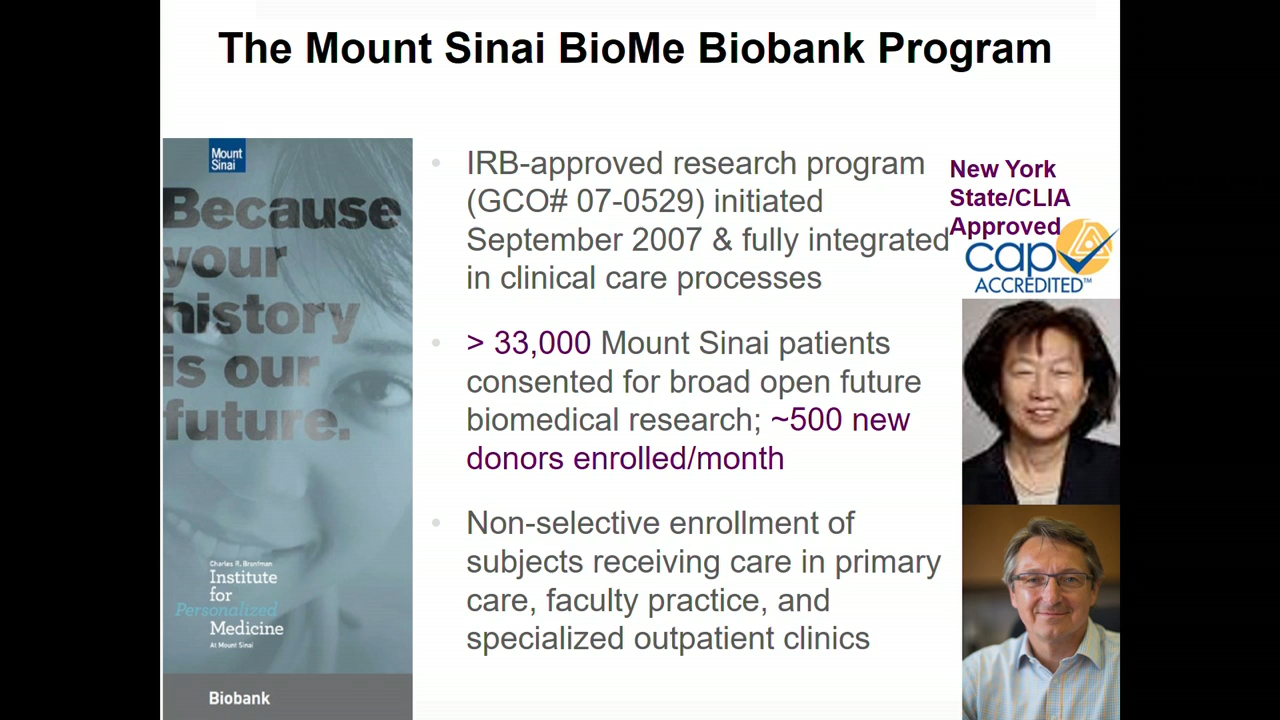 The Mount Sinai BioMe Biobank Program
Mount
Sinai
Because
your
history
is our
future.
Charles R. Bronfman
Institute
for
Personalized
Medicine
At Mount Sinai
Biobank
• IRB-approved research program
(GCO# 07-0529) initiated
September 2007 & fully integrated
in clinical care processes
• > 33,000 Mount Sinai patients
consented for broad open future
biomedical research; ~500 new
donors enrolled/month
• Non-selective enrollment of
subjects receiving care in primary
care, faculty practice, and
specialized outpatient clinics
New York
State/CLIA
Approved
cap
ACCREDITED™